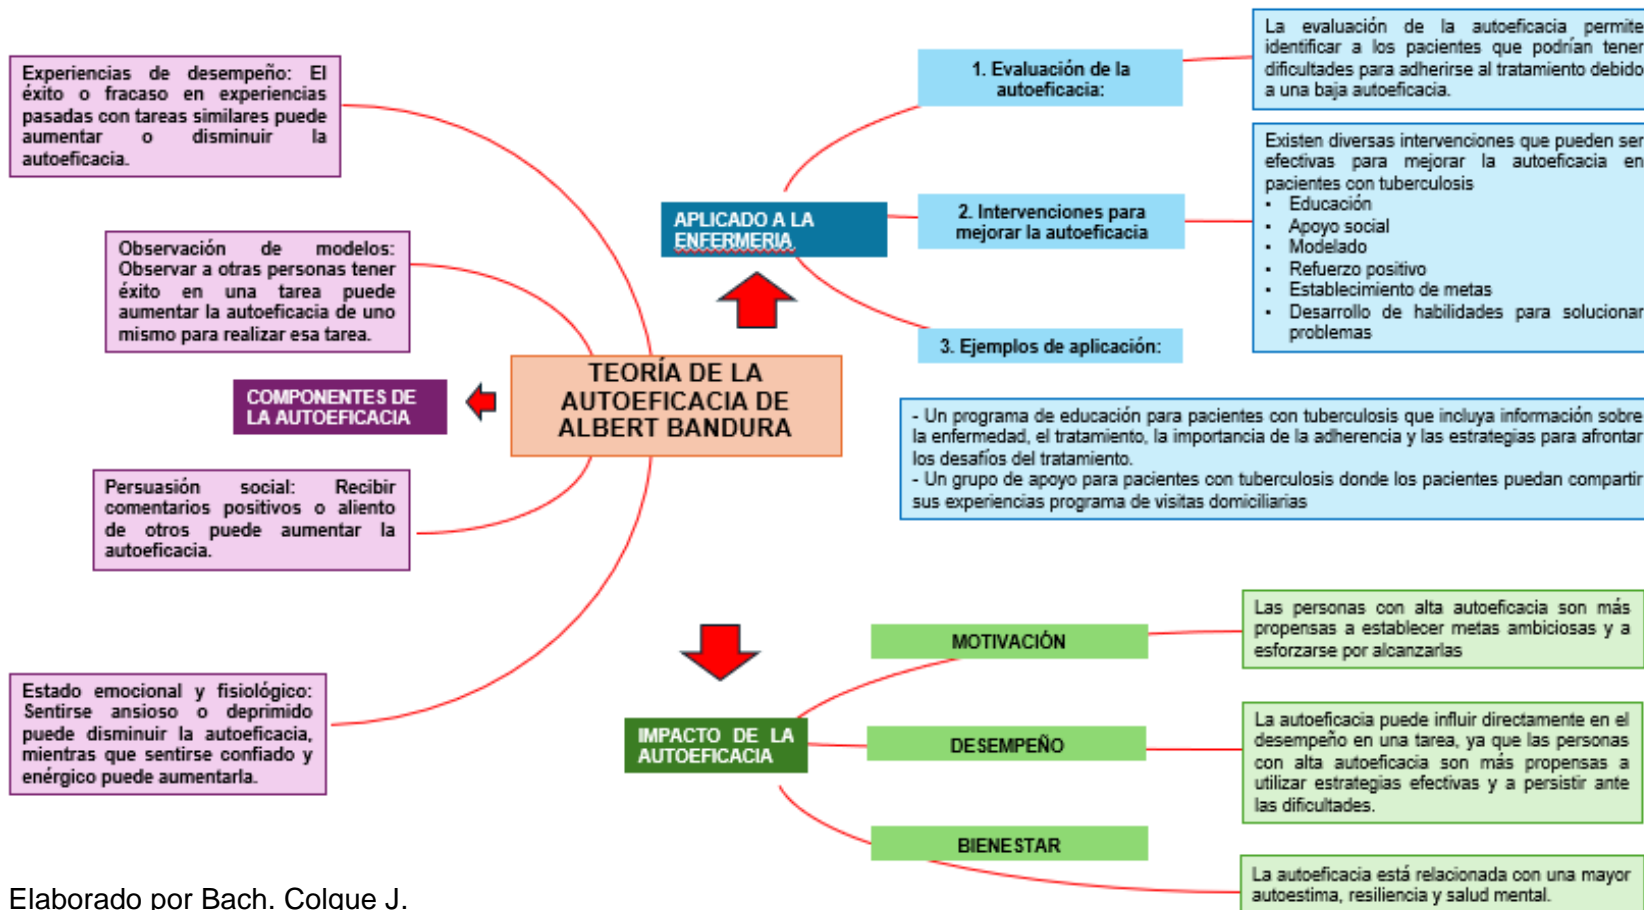 Experiencias de desempeño: El
éxito o fracaso en experiencias
pasadas con tareas similares puede
aumentar o disminuir la
autoeficacia.
Observación de modelos:
Observar a otras personas tener
éxito en una tarea puede
aumentar la autoeficacia de uno
mismo para realizar esa tarea.
COMPONENTES DE
LA AUTOEFICACIA
Persuasión social: Recibir
comentarios positivos o aliento
de otros puede aumentar la
autoeficacia.
Estado emocional y fisiológico:
Sentirse ansioso o deprimido
puede disminuir la autoeficacia,
mientras que sentirse confiado y
enérgico puede aumentarla.
TEORÍA DE LA
AUTOEFICACIA DE
ALBERT BANDURA
APLICADO A LA
ENFERMERIA
1. Evaluación de la
autoeficacia:
La evaluación de la autoeficacia permite
identificar a los pacientes que podrían tener
dificultades para adherirse al tratamiento debido
a una baja autoeficacia.
2. Intervenciones para
mejorar la autoeficacia
Existen diversas intervenciones que pueden ser
efectivas para mejorar la autoeficacia en
pacientes con tuberculosis
• Educación
• Apoyo social
• Modelado
• Refuerzo positivo
• Establecimiento de metas
• Desarrollo de habilidades para solucionar
problemas
3. Ejemplos de aplicación:
- Un programa de educación para pacientes con tuberculosis que incluya información sobre
la enfermedad, el tratamiento, la importancia de la adherencia y las estrategias para afrontar
los desafíos del tratamiento.
- Un grupo de apoyo para pacientes con tuberculosis donde los pacientes puedan compartir
sus experiencias programa de visitas domiciliarias
IMPACTO DE LA
AUTOEFICACIA
MOTIVACIÓN
Las personas con alta autoeficacia son más
propensas a establecer metas ambiciosas y a
esforzarse por alcanzarlas
DESEMPEÑO
La autoeficacia puede influir directamente en el
desempeño en una tarea, ya que las personas
con alta autoeficacia son más propensas a
utilizar estrategias efectivas y a persistir ante
las dificultades.
BIENESTAR
La autoeficacia está relacionada con una mayor
autoestima, resiliencia y salud mental.
Elaborado por Bach. Colque J.